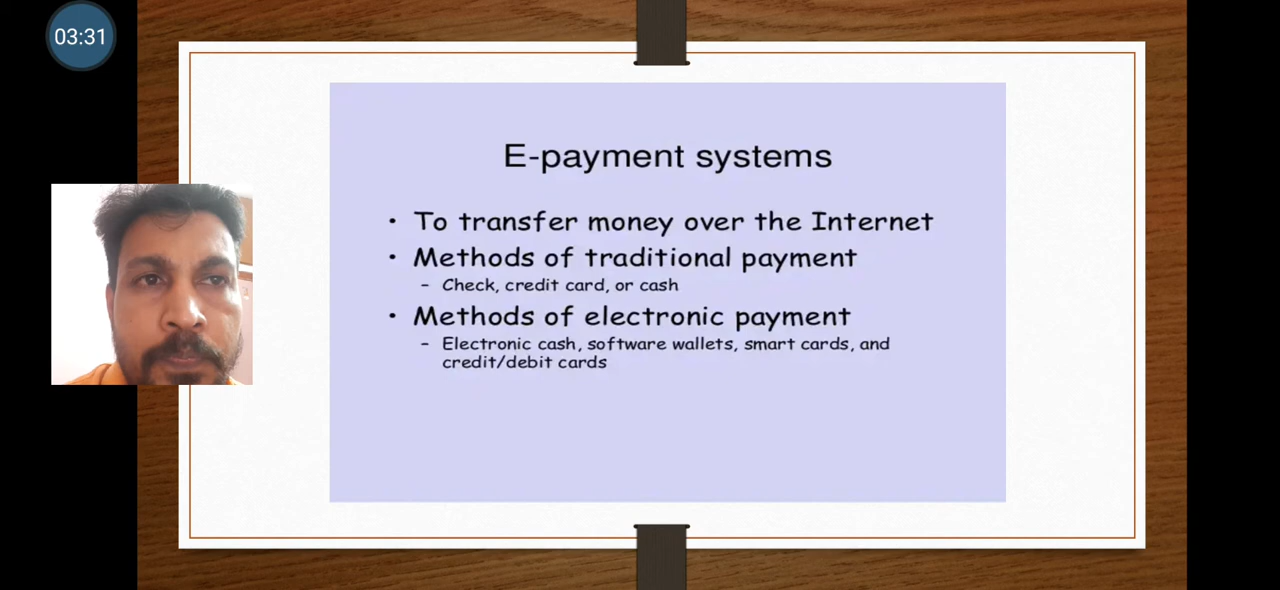 03:31
E-payment systems
• To transfer money over the Internet
• Methods of traditional payment
– Check, credit card, or cash
• Methods of electronic payment
– Electronic cash, software wallets, smart cards, and
credit/debit cards